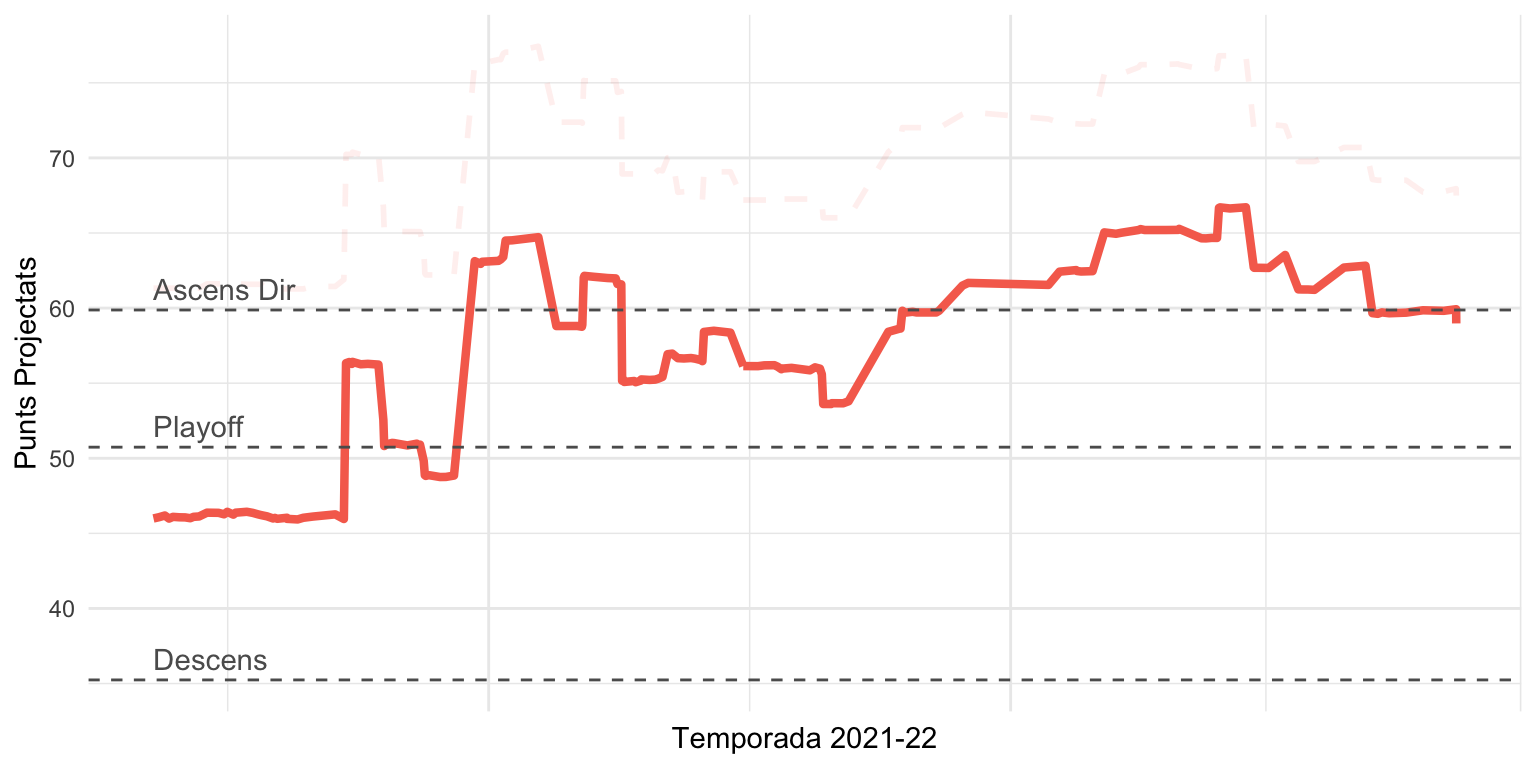 Punts Projectats
70
60
50
40
Ascens Dir
Playoff
Descens
Temporada 2021-22